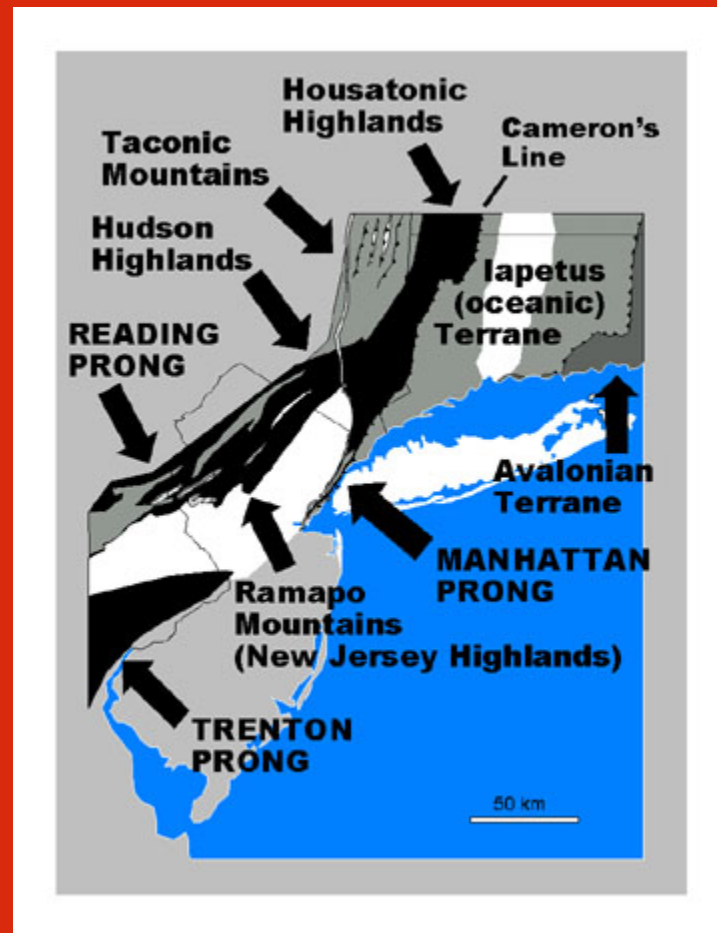 Housatonic
Highlands
Cameron's
Line
Taconic
Mountains
Hudson
Highlands
Iapetus
(oceanic)
Terrane
READING
PRONG
Avalonian
Terrane
MANHATTAN
PRONG
Ramapo
Mountains
(New Jersey Highlands)
TRENTON
PRONG
50 km